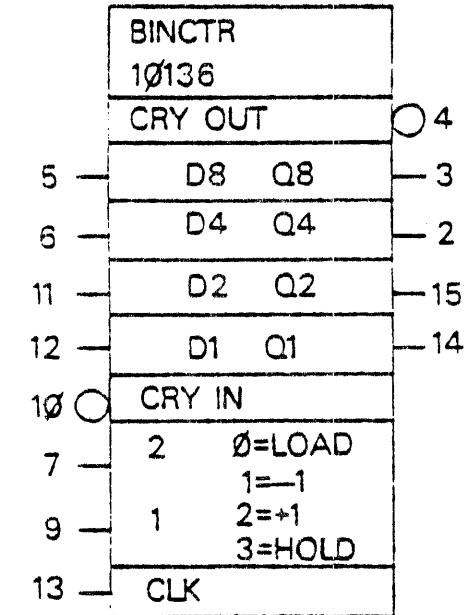 BINCTR
1Ø136
CRY OUT 4
5 D8 Q8 3
6 D4 Q4 2
11 D2 Q2 15
12 D1 Q1 14
1Ø CRY IN
7 2 Ø=LOAD
1=—1
9 1 2=+1
3=HOLD
13 CLK